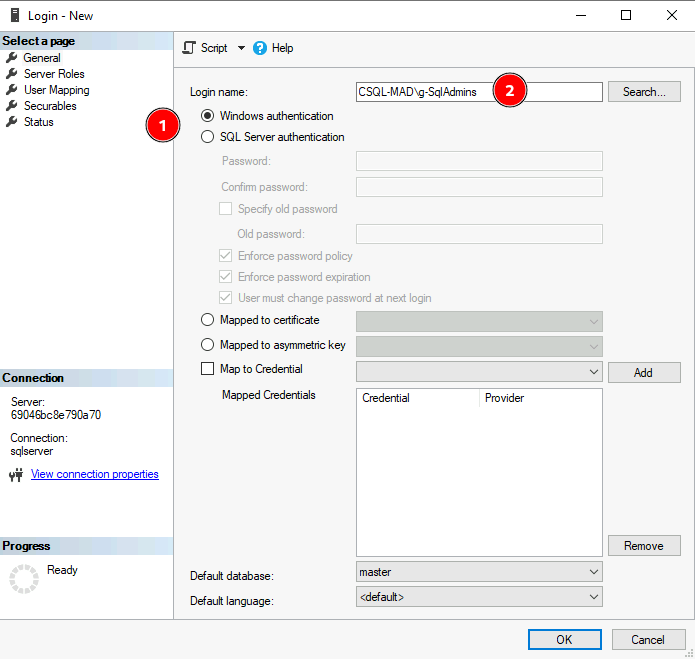 Login - New
Select a page
General
Server Roles
User Mapping
Securables
Status
Script
Help
Login name:
CSQL-MAD\g-SqlAdmins
2
Search...
1
Windows authentication
SQL Server authentication
Password:
Confirm password:
Specify old password
Old password:
Enforce password policy
Enforce password expiration
User must change password at next login
Mapped to certificate
Mapped to asymmetric key
Map to Credential
Add
Mapped Credentials
Credential
Provider
Remove
Default database:
master
Default language:
<default>
Connection
Server:
69046bc8e790a70
Connection:
sqlserver
View connection properties
Progress
Ready
OK
Cancel